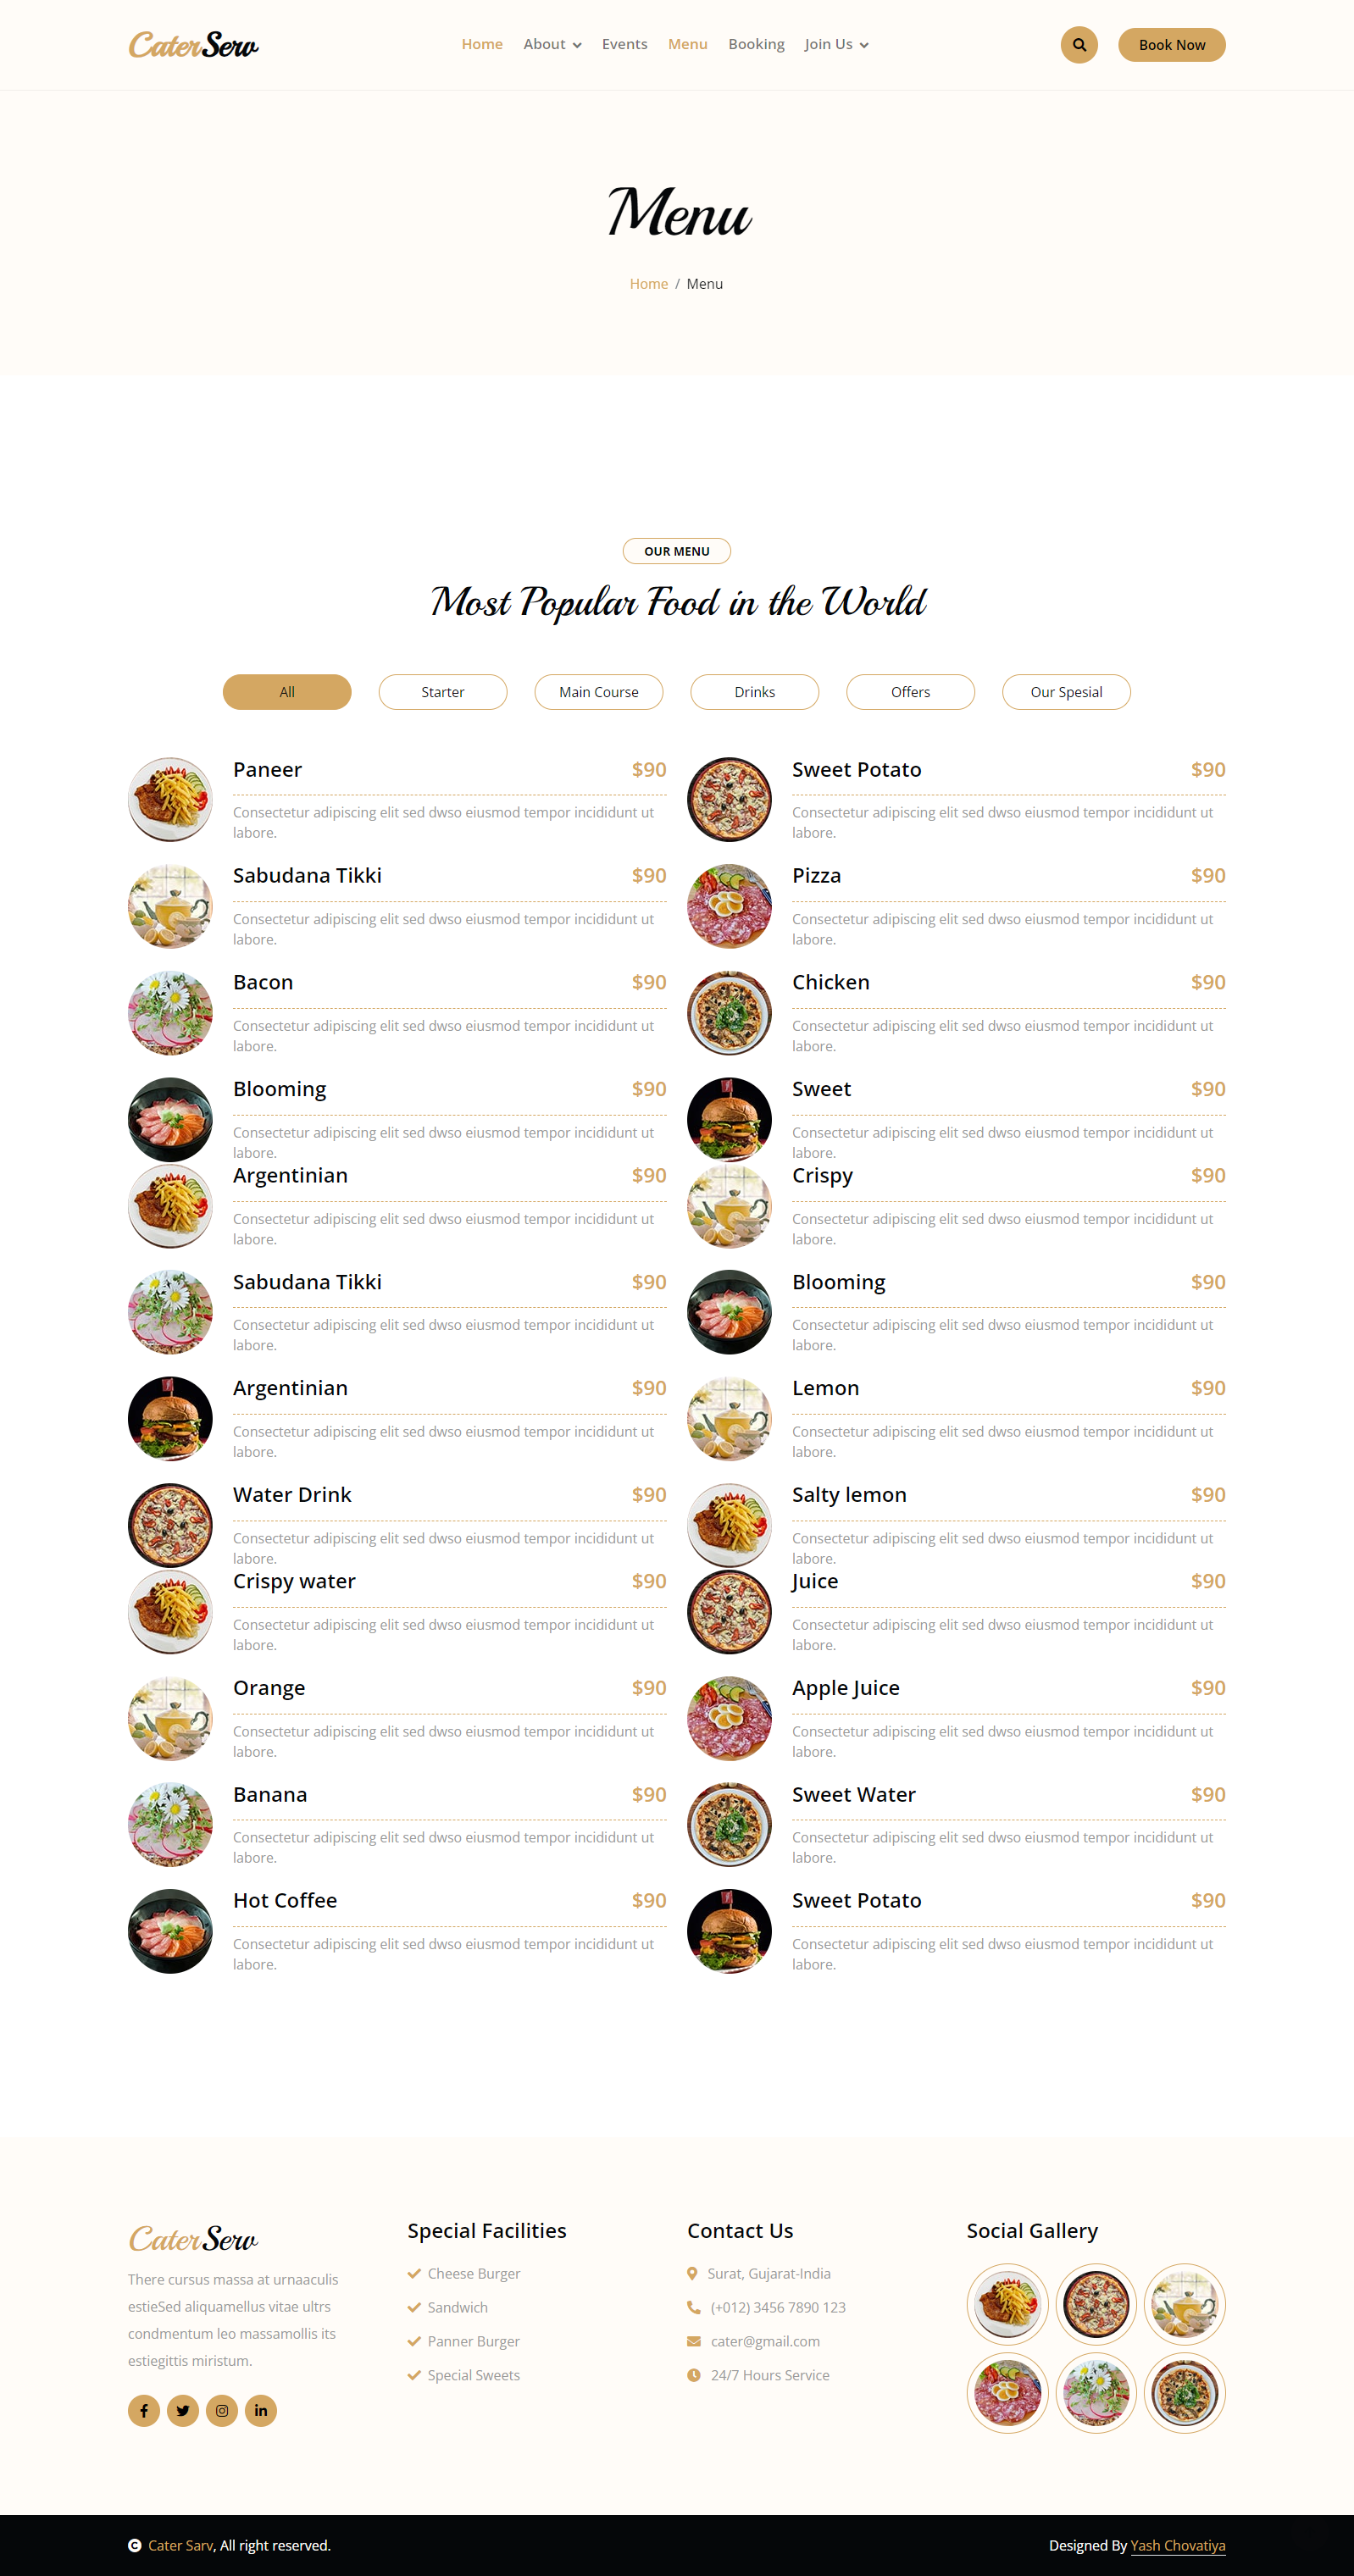 CaterServ
Home About Events Menu Booking Join Us Book Now
Menu
Home / Menu
OUR MENU
Most Popular Food in the World
All Starter Main Course Drinks Offers Our Spesial
Paneer $90
Consectetur adipiscing elit sed dwso eiusmod tempor incididunt ut
labore.
Sweet Potato $90
Consectetur adipiscing elit sed dwso eiusmod tempor incididunt ut
labore.
Sabudana Tikki $90
Consectetur adipiscing elit sed dwso eiusmod tempor incididunt ut
labore.
Pizza $90
Consectetur adipiscing elit sed dwso eiusmod tempor incididunt ut
labore.
Bacon $90
Consectetur adipiscing elit sed dwso eiusmod tempor incididunt ut
labore.
Chicken $90
Consectetur adipiscing elit sed dwso eiusmod tempor incididunt ut
labore.
Blooming $90
Consectetur adipiscing elit sed dwso eiusmod tempor incididunt ut
labore.
Sweet $90
Consectetur adipiscing elit sed dwso eiusmod tempor incididunt ut
labore.
Argentinian $90
Consectetur adipiscing elit sed dwso eiusmod tempor incididunt ut
labore.
Crispy $90
Consectetur adipiscing elit sed dwso eiusmod tempor incididunt ut
labore.
Sabudana Tikki $90
Consectetur adipiscing elit sed dwso eiusmod tempor incididunt ut
labore.
Blooming $90
Consectetur adipiscing elit sed dwso eiusmod tempor incididunt ut
labore.
Argentinian $90
Consectetur adipiscing elit sed dwso eiusmod tempor incididunt ut
labore.
Lemon $90
Consectetur adipiscing elit sed dwso eiusmod tempor incididunt ut
labore.
Water Drink $90
Consectetur adipiscing elit sed dwso eiusmod tempor incididunt ut
labore.
Salty lemon $90
Consectetur adipiscing elit sed dwso eiusmod tempor incididunt ut
labore.
Crispy water $90
Consectetur adipiscing elit sed dwso eiusmod tempor incididunt ut
labore.
Juice $90
Consectetur adipiscing elit sed dwso eiusmod tempor incididunt ut
labore.
Orange $90
Consectetur adipiscing elit sed dwso eiusmod tempor incididunt ut
labore.
Apple Juice $90
Consectetur adipiscing elit sed dwso eiusmod tempor incididunt ut
labore.
Banana $90
Consectetur adipiscing elit sed dwso eiusmod tempor incididunt ut
labore.
Sweet Water $90
Consectetur adipiscing elit sed dwso eiusmod tempor incididunt ut
labore.
Hot Coffee $90
Consectetur adipiscing elit sed dwso eiusmod tempor incididunt ut
labore.
Sweet Potato $90
Consectetur adipiscing elit sed dwso eiusmod tempor incididunt ut
labore.
CaterServ
There cursus massa at urnaaculis
estieSed aliquamellus vitae ultrs
condmentum leo massamollis its
estiegittis miristum.
Special Facilities
Cheese Burger
Sandwich
Panner Burger
Special Sweets
Contact Us
Surat, Gujarat-India
(+012) 3456 7890 123
cater@gmail.com
24/7 Hours Service
Social Gallery
Cater Sarv, All right reserved.
Designed By Yash Chovatiya